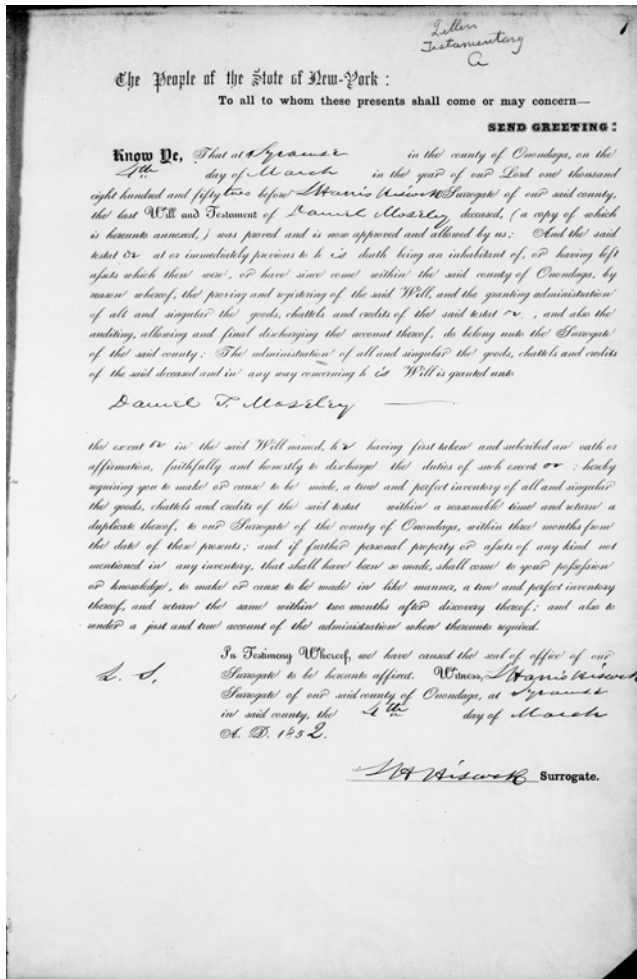 Letters
Testamentary
A
1
The People of the State of New-York:
To all to whom these presents shall come or may concern—
SEND GREETING:
Know Ye, That at Syracuse in the county of Onondaga, on the
4th day of March in the year of our Lord one thousand
eight hundred and fifty two before L Harris Hiscock Surrogate of our said county,
the last Will and Testament of Daniel Moseley deceased, (a copy of which
is hereunto annexed,) was proved and is now approved and allowed by us; And the said
testat or at or immediately previous to h is death being an inhabitant of, or having left
assets which then were, or have since come within the said county of Onondaga, by
reason whereof, the proving and registering of the said Will, and the granting administration
of all and singular the goods, chattels and credits of the said testat or , and also the
auditing, allowing and final discharging the account thereof, do belong unto the Surrogate
of the said county: The administration of all and singular the goods, chattels and credits
of the said deceased and in any way concerning h is Will is granted unto
Daniel T. Moseley
the execut or in the said Will named, he having first taken and subcribed an oath or
affirmation, faithfully and honestly to discharge the duties of such execut or : hereby
requiring you to make or cause to be made, a true and perfect inventory of all and singular
the goods, chattels and credits of the said testat within a reasonable time and return a
duplicate thereof, to our Surrogate of the county of Onondaga, within three months from
the date of these presents; and if further personal property or assets of any kind not
mentioned in any inventory, that shall have been so made, shall come to your possession
or knowledge, to make or cause to be made in like manner, a true and perfect inventory
thereof, and return the same within two months after discovery thereof; and also to
render a just and true account of the administration when thereunto required.
In Testimony Whereof, we have caused the seal of office of our
L. S. Surrogate to be hereunto affixed. Witness, L Harris Hiscock
Surrogate of our said county of Onondaga, at Syracuse
in said county, the 4th day of March
A. D. 1852.
L H Hiscock Surrogate.